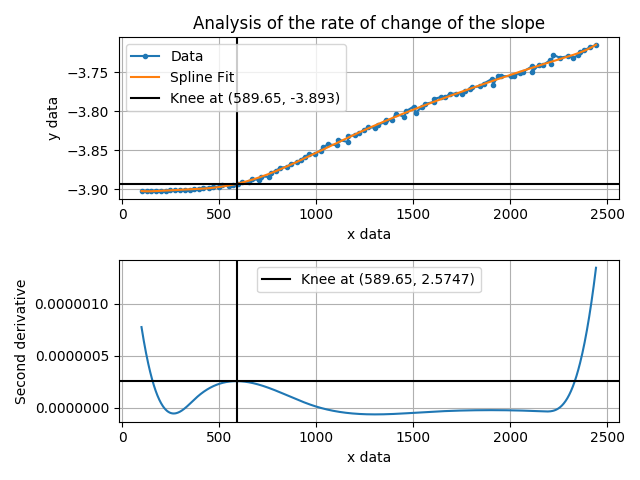 Analysis of the rate of change of the slope
Data
Spline Fit
Knee at (589.65, -3.893)
−3.75
−3.80
−3.85
−3.90
y data
0 500 1000 1500 2000 2500
x data
Knee at (589.65, 2.5747)
0.0000010
0.0000005
0.0000000
Second derivative
0 500 1000 1500 2000 2500
x data